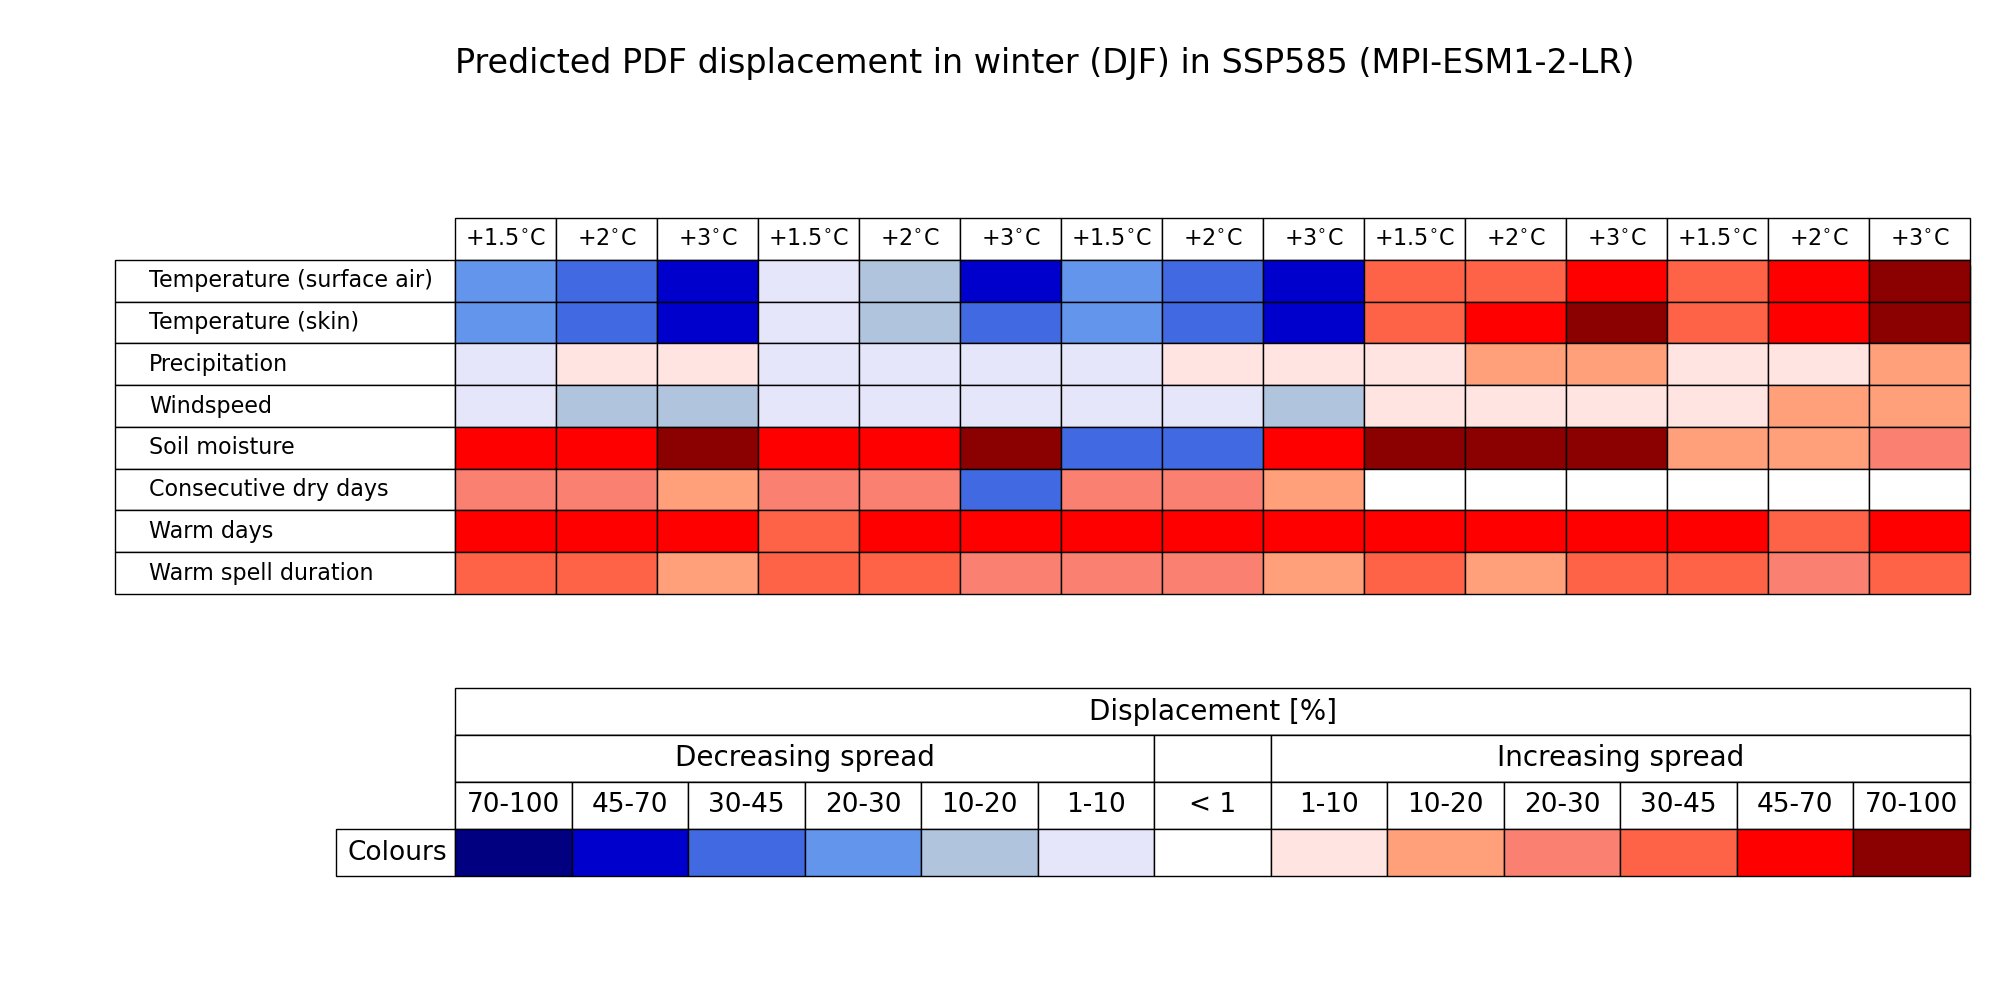 Predicted PDF displacement in winter (DJF) in SSP585 (MPI-ESM1-2-LR)
+1.5°C +2°C +3°C +1.5°C +2°C +3°C +1.5°C +2°C +3°C +1.5°C +2°C +3°C +1.5°C +2°C +3°C
Temperature (surface air)
Temperature (skin)
Precipitation
Windspeed
Soil moisture
Consecutive dry days
Warm days
Warm spell duration
Displacement [%]
Decreasing spread Increasing spread
70-100 45-70 30-45 20-30 10-20 1-10 < 1 1-10 10-20 20-30 30-45 45-70 70-100
Colours